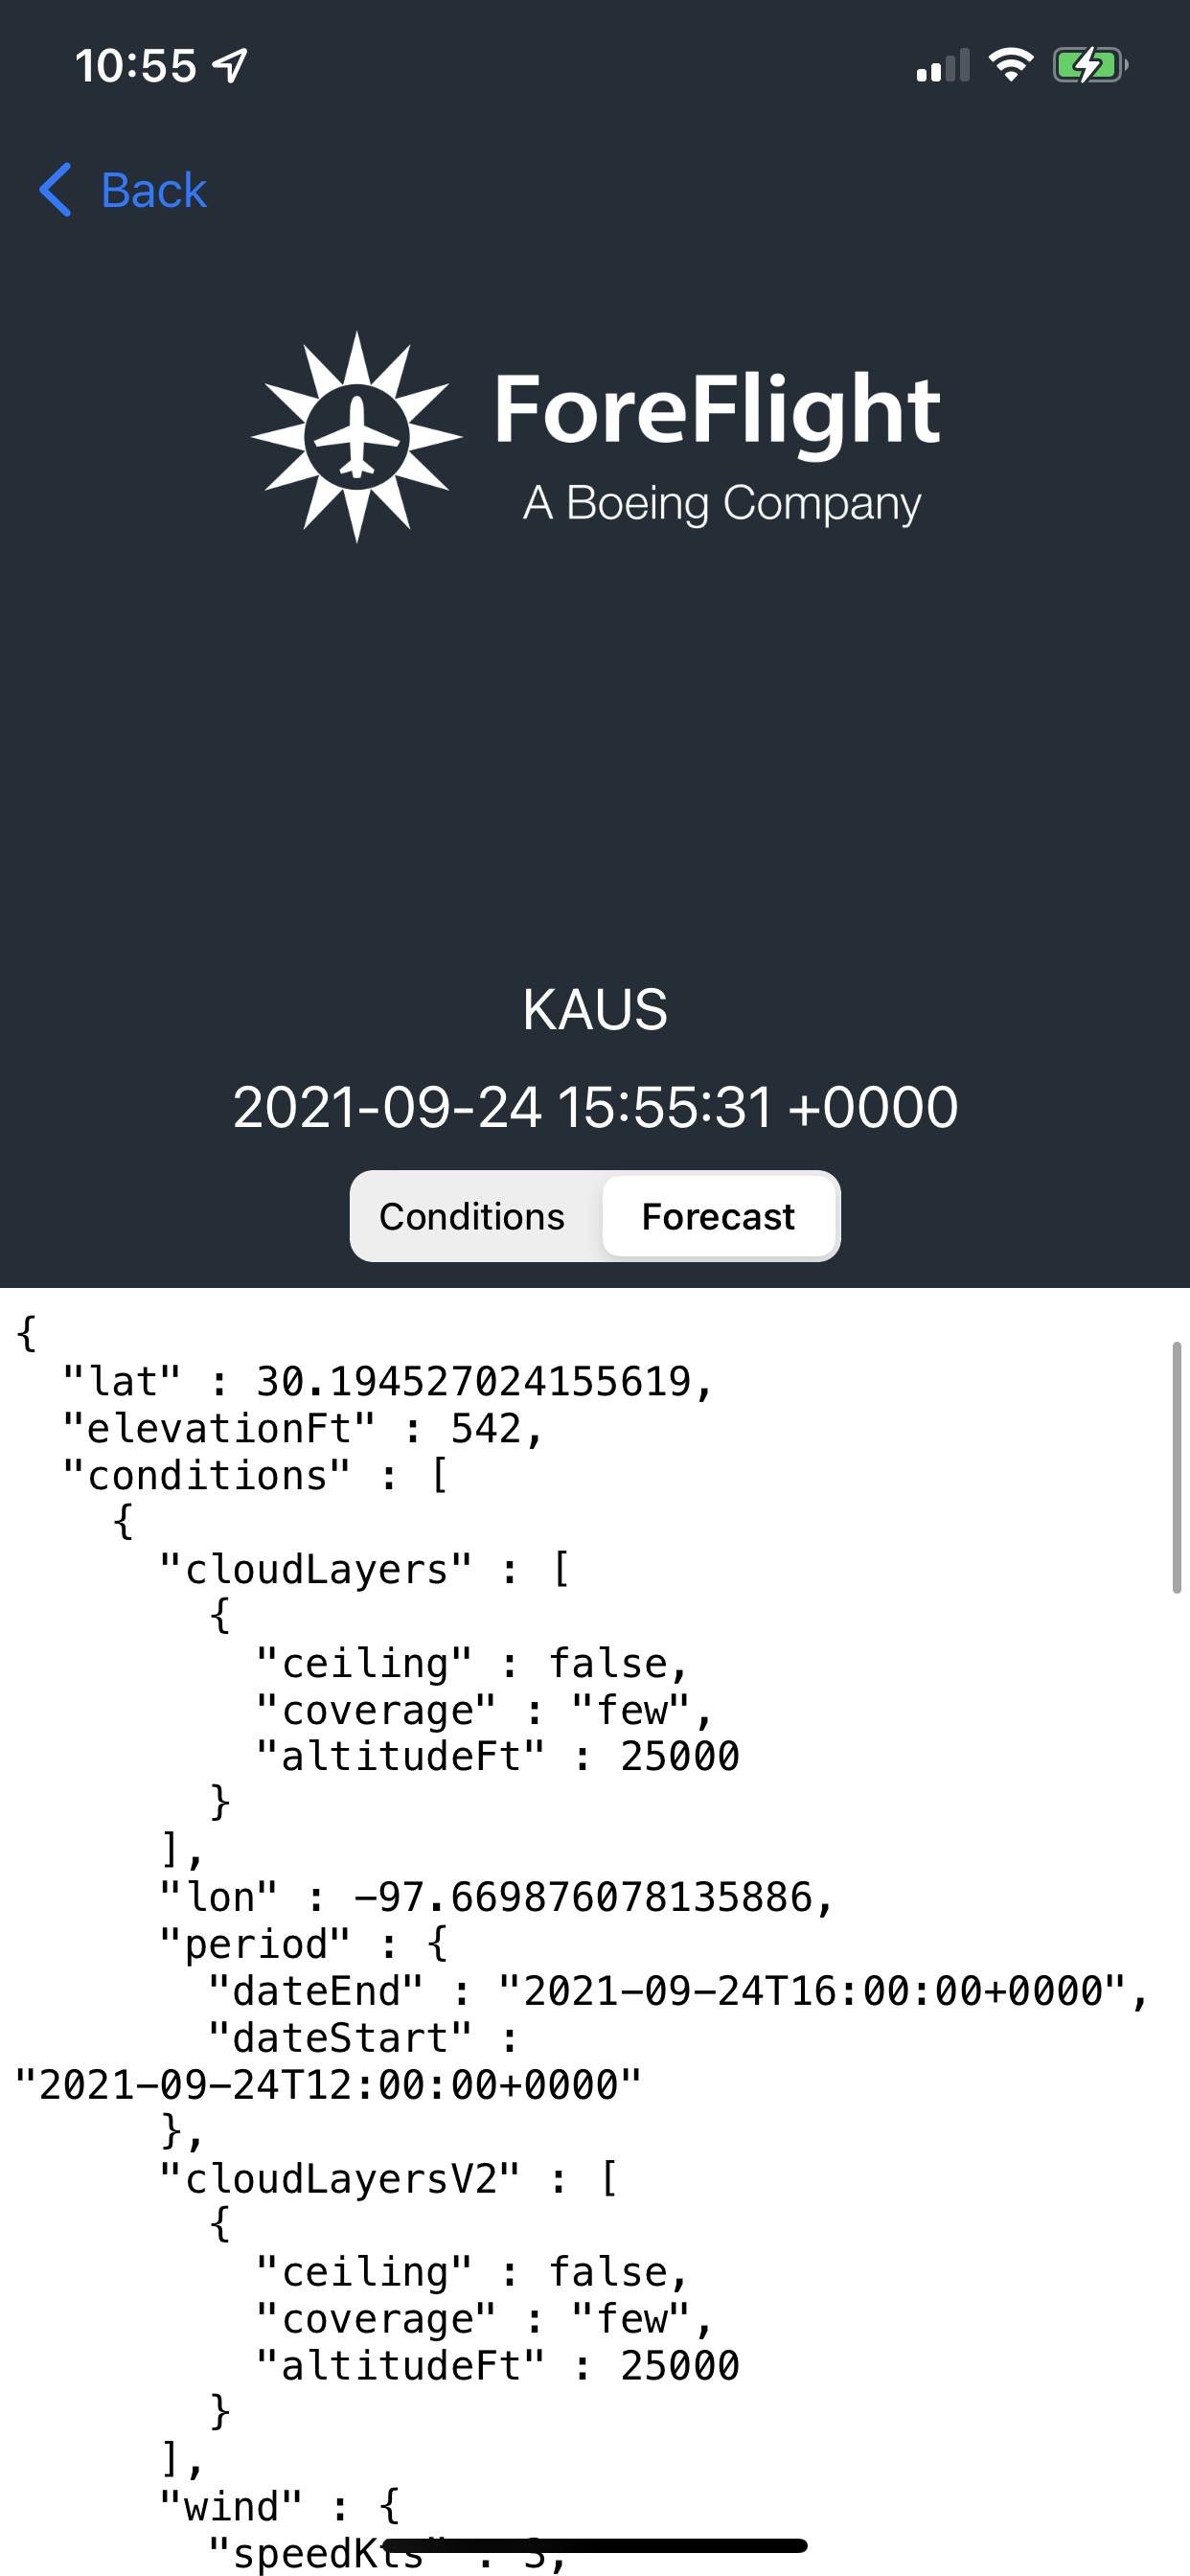 10:55
Back
ForeFlight
A Boeing Company
KAUS
2021-09-24 15:55:31 +0000
Conditions Forecast
{
"lat" : 30.194527024155619,
"elevationFt" : 542,
"conditions" : [
{
"cloudLayers" : [
{
"ceiling" : false,
"coverage" : "few",
"altitudeFt" : 25000
}
],
"lon" : -97.669876078135886,
"period" : {
"dateEnd" : "2021-09-24T16:00:00+0000",
"dateStart" :
"2021-09-24T12:00:00+0000"
},
"cloudLayersV2" : [
{
"ceiling" : false,
"coverage" : "few",
"altitudeFt" : 25000
}
],
"wind" : {
"speedKts" :